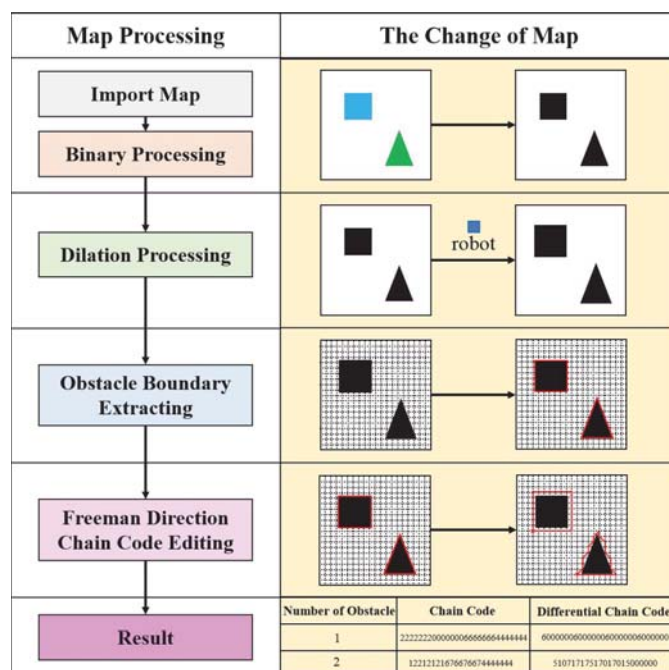 Map Processing
The Change of Map
Import Map
Binary Processing
Dilation Processing
robot
Obstacle Boundary
Extracting
Freeman Direction
Chain Code Editing
Result
Number of Obstacle
Chain Code
Differential Chain Code
1
2